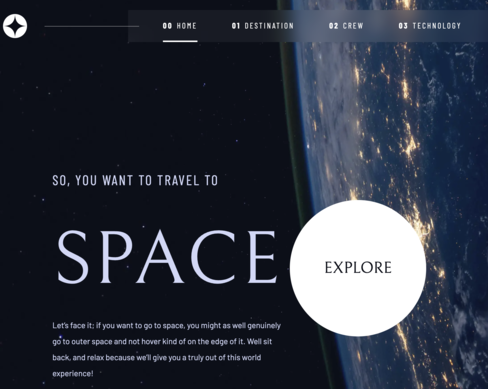 00 HOME 01 DESTINATION 02 CREW 03 TECHNOLOGY
SO, YOU WANT TO TRAVEL TO
SPACE
EXPLORE
Let's face it; if you want to go to space, you might as well genuinely
go to outer space and not hover kind of on the edge of it. Well sit
back, and relax because we'll give you a truly out of this world
experience!